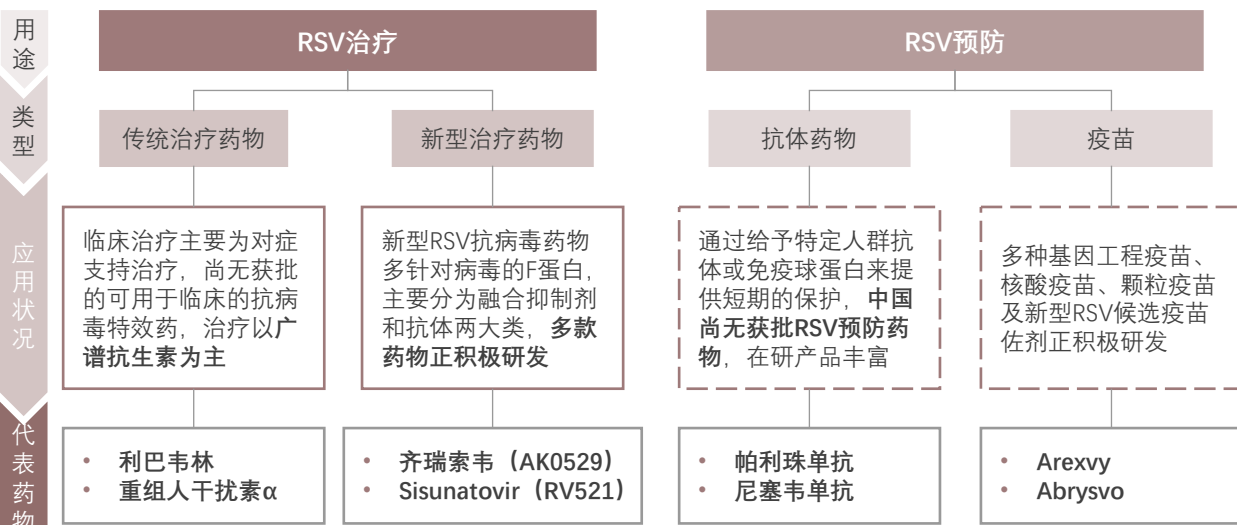 用
途
RSV治疗
RSV预防
类
型
传统治疗药物
新型治疗药物
抗体药物
疫苗
应
用
状
况
临床治疗主要为对症
支持治疗，尚无获批
的可用于临床的抗病
毒特效药，治疗以广
谱抗生素为主
新型RSV抗病毒药物
多针对病毒的F蛋白，
主要分为融合抑制剂
和抗体两大类，多款
药物正积极研发
通过给予特定人群抗
体或免疫球蛋白来提
供短期的保护，中国
尚无获批RSV预防药
物，在研产品丰富
多种基因工程疫苗、
核酸疫苗、颗粒疫苗
及新型RSV候选疫苗
佐剂正积极研发
代
表
药
物
• 利巴韦林
• 重组人干扰素α
• 齐瑞索韦（AK0529）
• Sisunatovir（RV521）
• 帕利珠单抗
• 尼塞韦单抗
• Arexvy
• Abrysvo